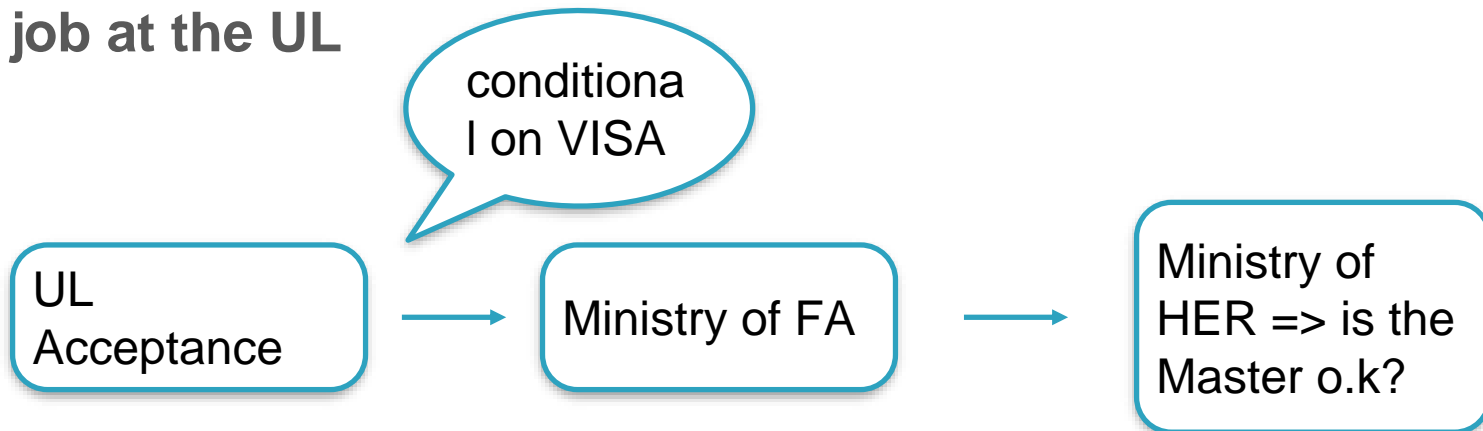 job at the UL
conditiona
l on VISA
UL
Acceptance
Ministry of FA
Ministry of
HER => is the
Master o.k?